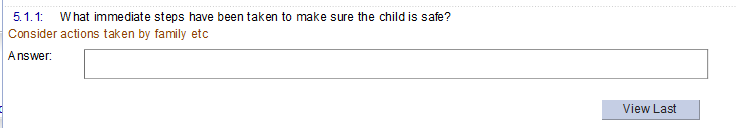 5.1.1: What immediate steps have been taken to make sure the child is safe?
Consider actions taken by family etc
Answer:
View Last